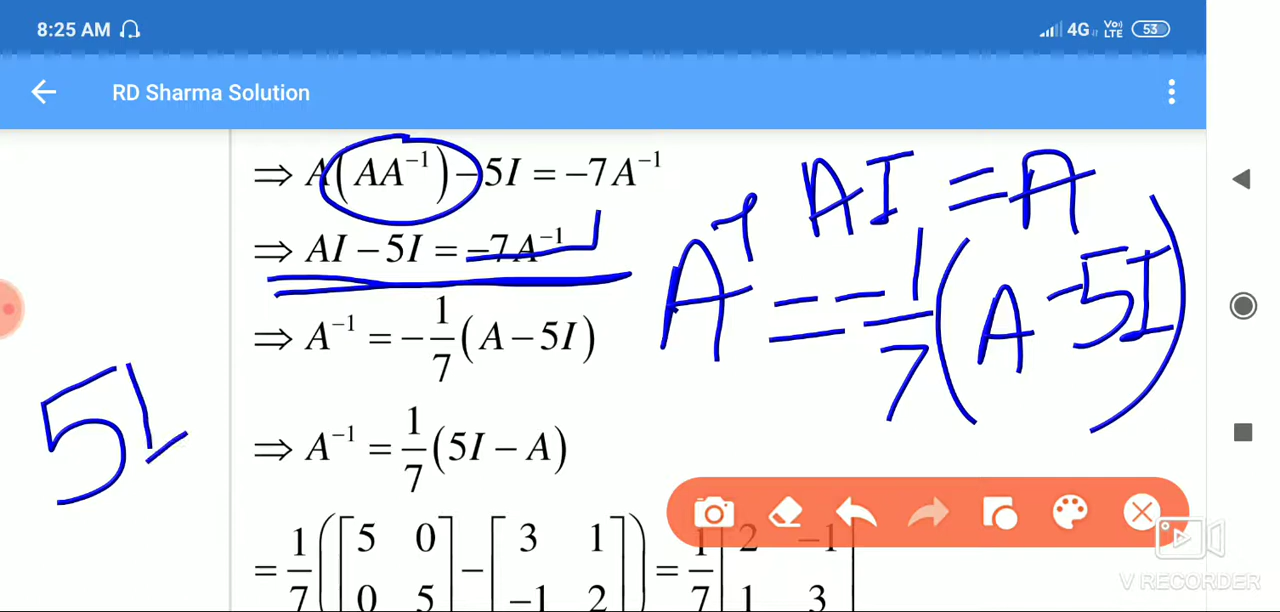 8:25 AM 4G Vo) LTE 53
RD Sharma Solution
⇒ A(AA⁻¹) − 5I = −7A⁻¹
AI = A
⇒ AI − 5I = −7A⁻¹
A⁻¹ = −1/7 (A − 5I)
⇒ A⁻¹ = −1/7 (A − 5I)
5I
⇒ A⁻¹ = 1/7 (5I − A)
= 1/7 ([5 0; 0 5] − [3 1; −1 2]) = 1/7 [2 −1; 1 3]
V RECORDER